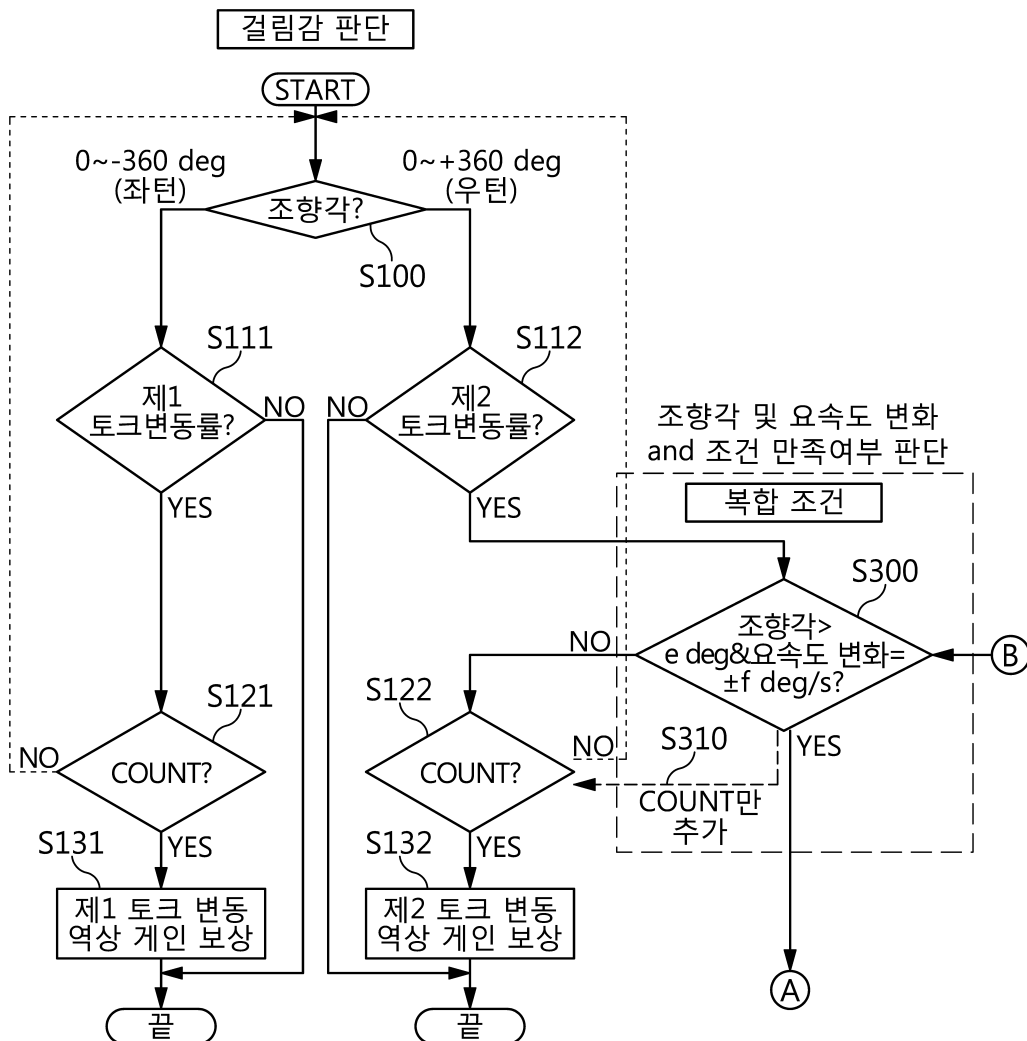 걸림감 판단
START
0~-360 deg
(좌턴)
0~+360 deg
(우턴)
조향각?
S100
S111
제1
토크변동률?
NO
YES
S112
제2
토크변동률?
NO
YES
조향각 및 요속도 변화
and 조건 만족여부 판단
복합 조건
S300
조향각>
e deg&요속도 변화=
±f deg/s?
NO
YES
B
S310
COUNT만
추가
A
S121
COUNT?
NO
YES
S122
COUNT?
NO
YES
S131
제1 토크 변동
역상 게인 보상
끝
S132
제2 토크 변동
역상 게인 보상
끝